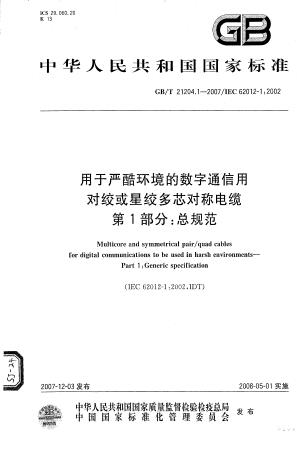 ICS 29.060.20
K 13
GB
中华人民共和国国家标准
GB/T 21204.1—2007/IEC 62012-1:2002
用于严酷环境的数字通信用
对绞或星绞多芯对称电缆
第1部分:总规范
Multicore and symmetrical pair/quad cables
for digital communications to be used in harsh environments—
Part 1: Generic specification
(IEC 62012-1:2002,IDT)
2007-12-03 发布
2008-05-01 实施
中华人民共和国国家质量监督检验检疫总局
中国国家标准化管理委员会
发布